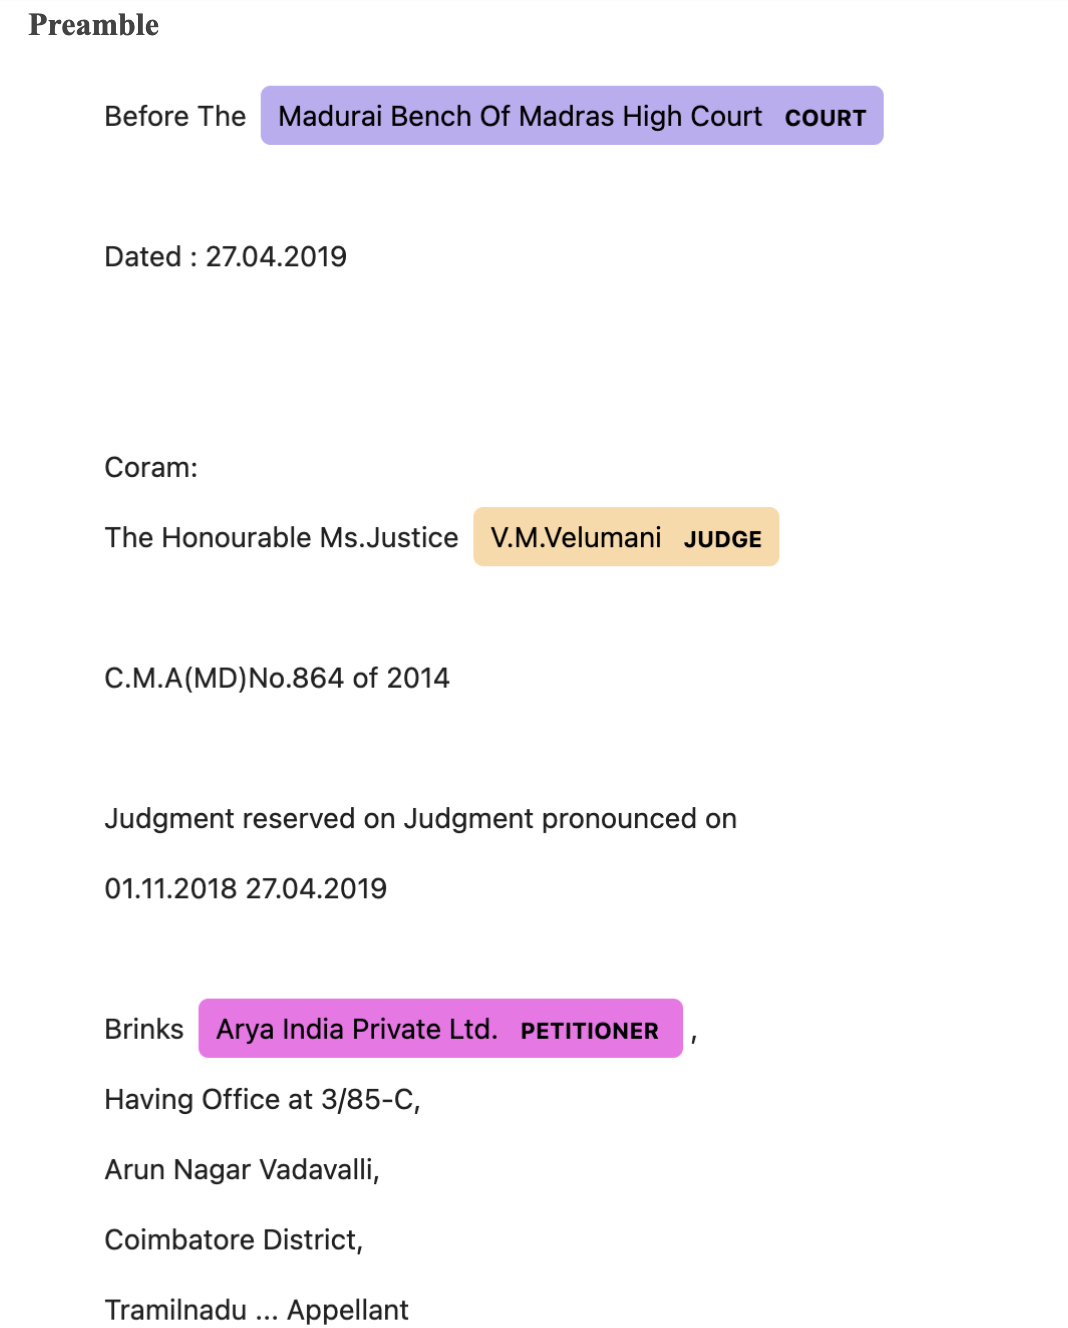 Preamble
Before The Madurai Bench Of Madras High Court COURT
Dated : 27.04.2019
Coram:
The Honourable Ms.Justice V.M.Velumani JUDGE
C.M.A(MD)No.864 of 2014
Judgment reserved on Judgment pronounced on
01.11.2018 27.04.2019
Brinks Arya India Private Ltd. PETITIONER ,
Having Office at 3/85-C,
Arun Nagar Vadavalli,
Coimbatore District,
Tramilnadu ... Appellant